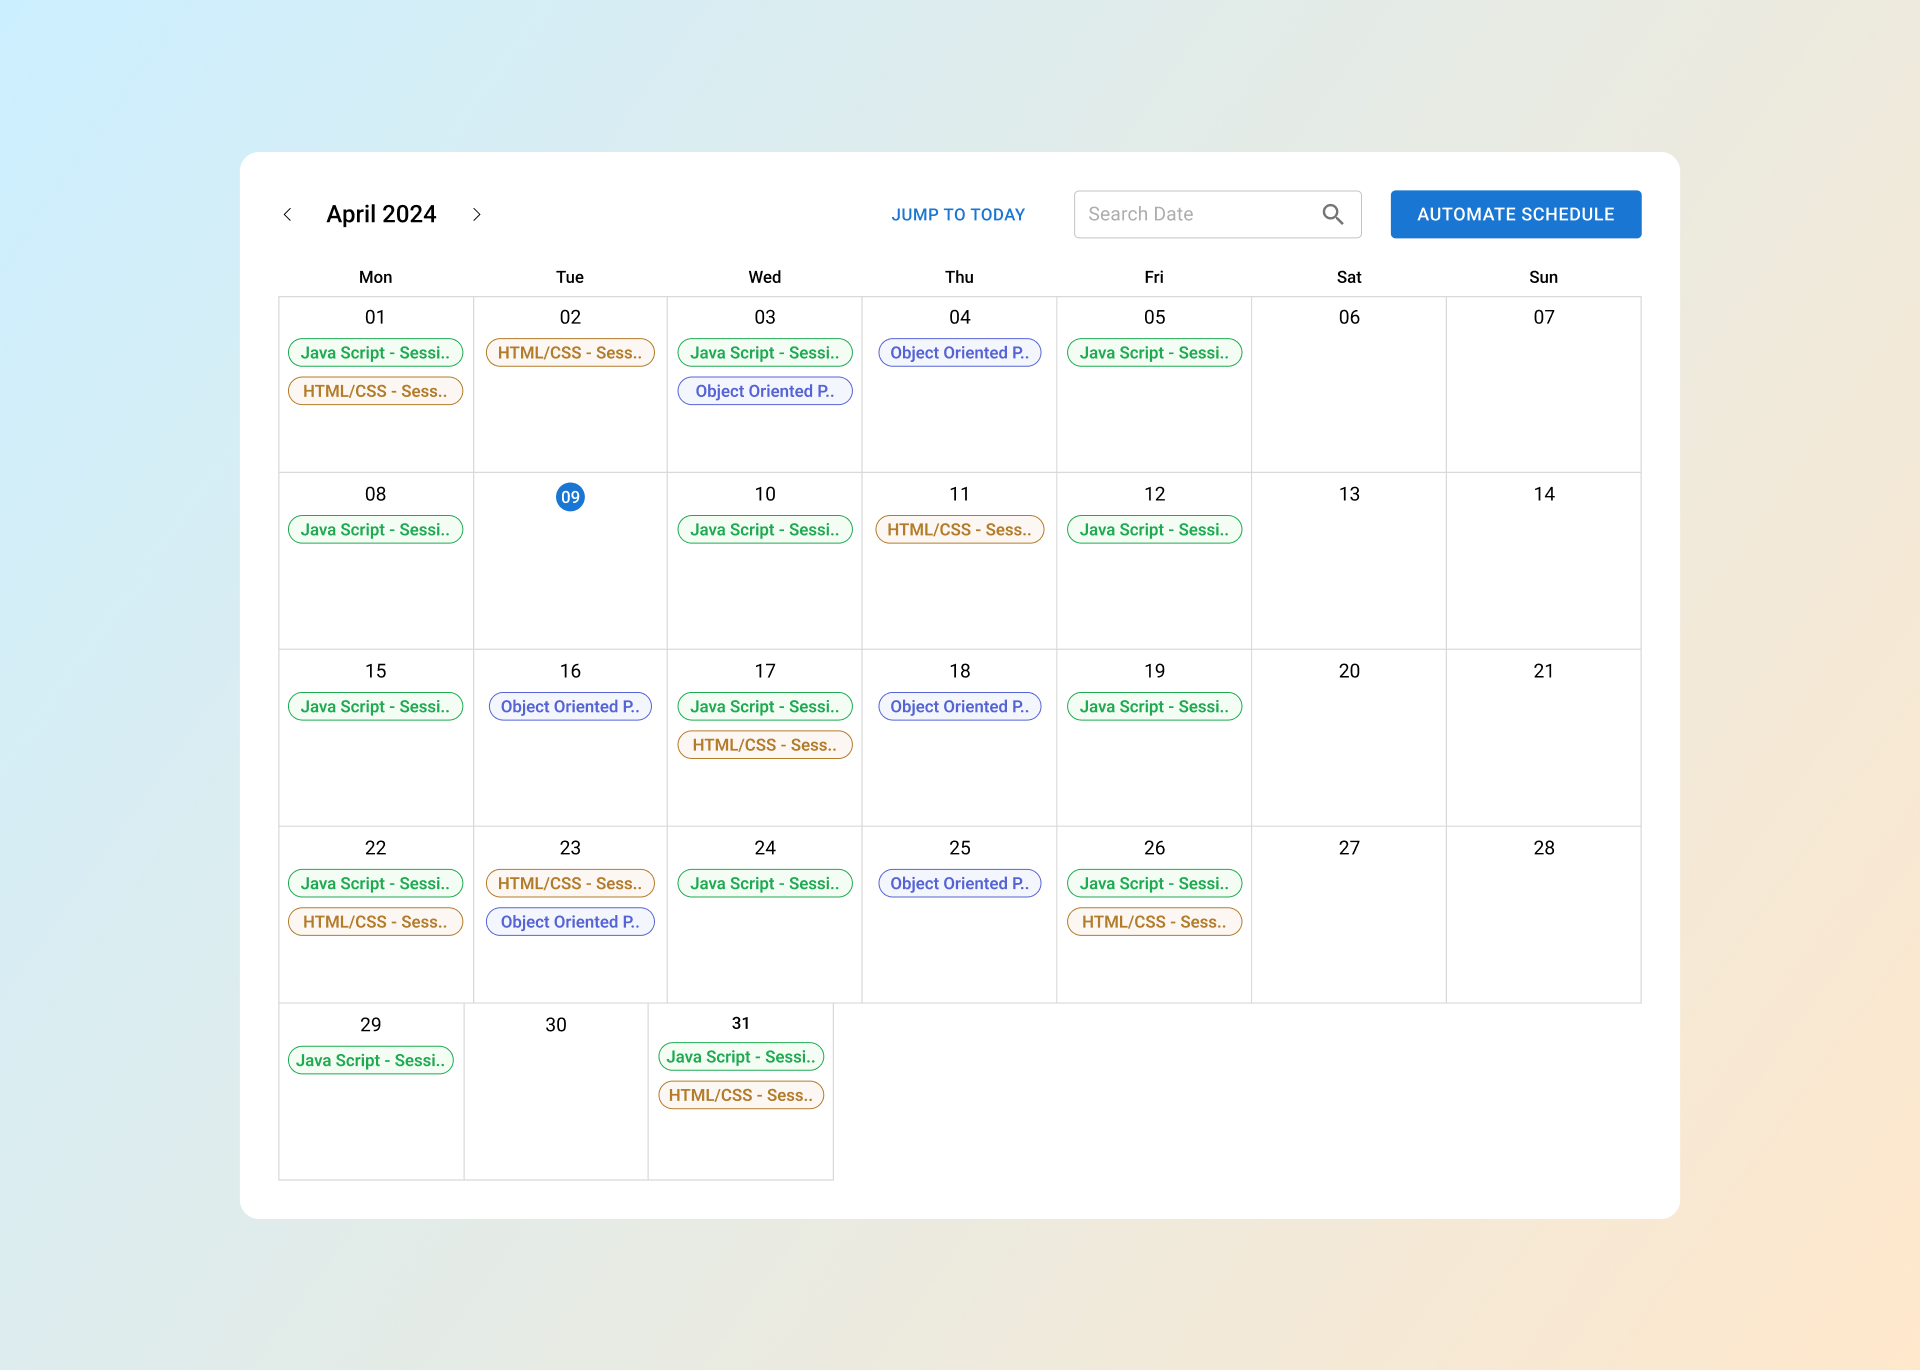 April 2024
JUMP TO TODAY
Search Date
AUTOMATE SCHEDULE
Mon Tue Wed Thu Fri Sat Sun
01 02 03 04 05 06 07
Java Script - Sessi.. HTML/CSS - Sess.. Java Script - Sessi.. Object Oriented P.. Java Script - Sessi..
HTML/CSS - Sess.. Object Oriented P..
08 09 10 11 12 13 14
Java Script - Sessi.. Java Script - Sessi.. HTML/CSS - Sess.. Java Script - Sessi..
15 16 17 18 19 20 21
Java Script - Sessi.. Object Oriented P.. Java Script - Sessi.. Object Oriented P.. Java Script - Sessi..
HTML/CSS - Sess..
22 23 24 25 26 27 28
Java Script - Sessi.. HTML/CSS - Sess.. Java Script - Sessi.. Object Oriented P.. Java Script - Sessi..
HTML/CSS - Sess.. Object Oriented P.. HTML/CSS - Sess..
29 30 31
Java Script - Sessi.. Java Script - Sessi..
HTML/CSS - Sess..